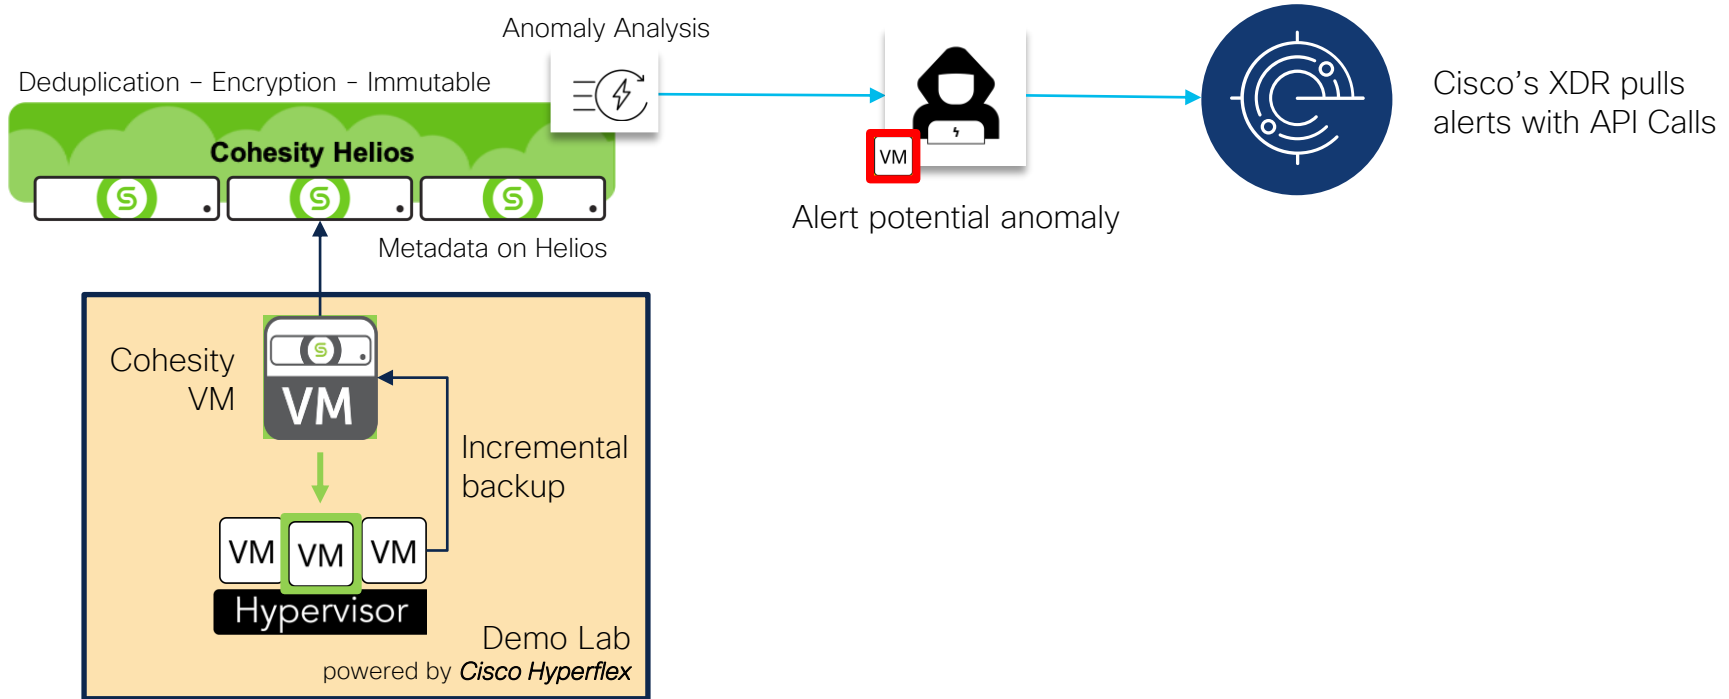 Anomaly Analysis
Deduplication – Encryption - Immutable
Cohesity Helios
Metadata on Helios
VM
Alert potential anomaly
Cisco’s XDR pulls
alerts with API Calls
Cohesity
VM
VM
Incremental
backup
VM
VM
VM
Hypervisor
Demo Lab
powered by Cisco Hyperflex